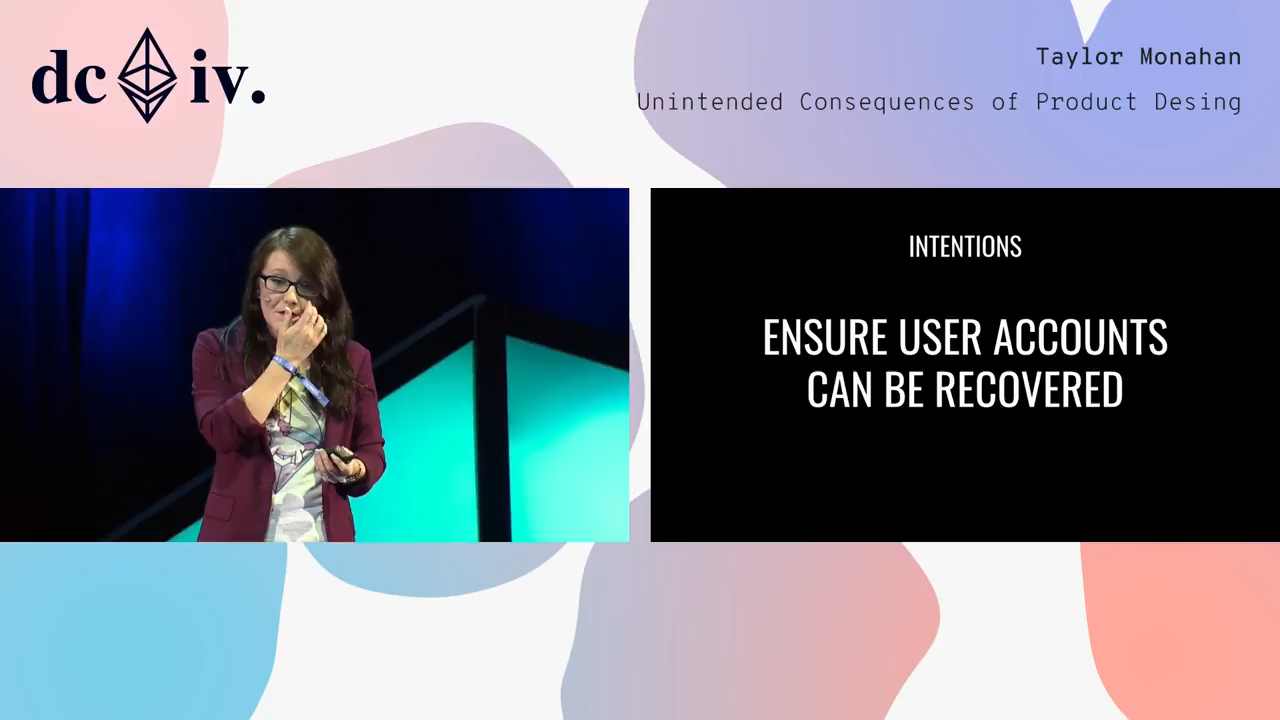 dc iv.
Taylor Monahan
Unintended Consequences of Product Desing
INTENTIONS
ENSURE USER ACCOUNTS
CAN BE RECOVERED